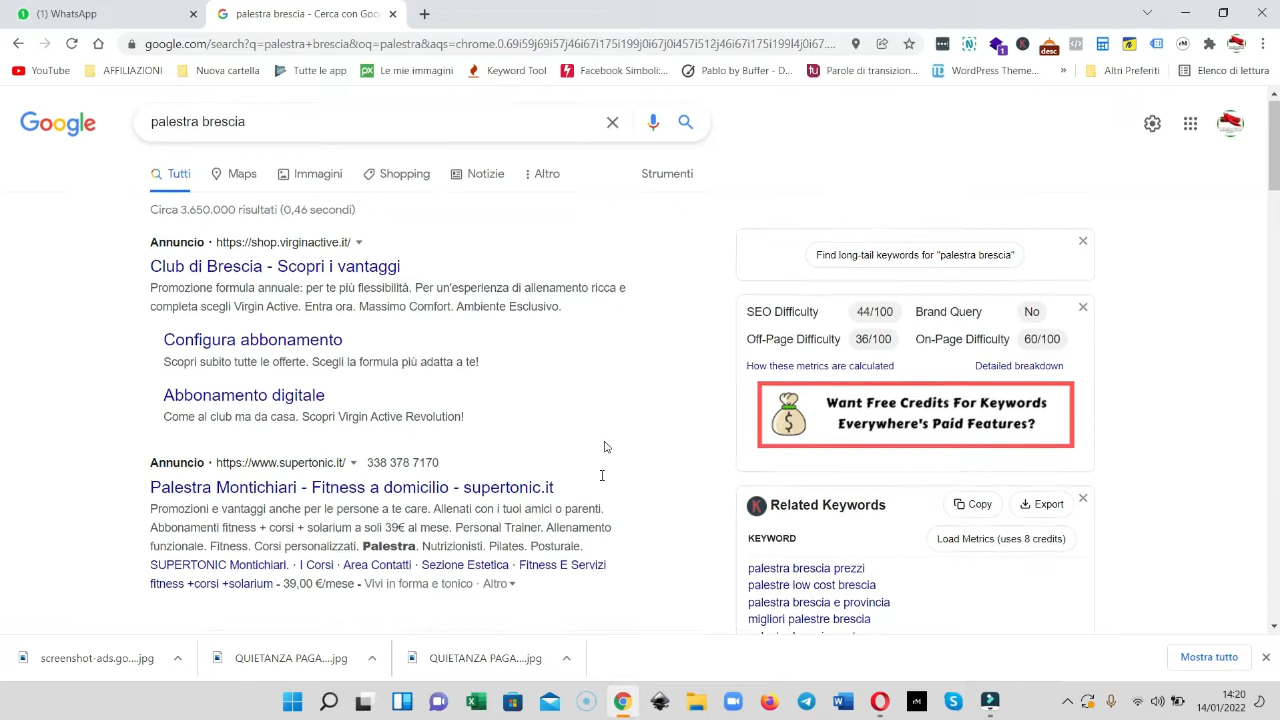 (1) WhatsApp
palestra brescia - Cerca con Goo
google.com/search?q=palestra+brescia&oq=palestra&aqs=chrome.
YouTube
AFFILIAZIONI
Nuova cartella
Tutte le app
Le mie immagini
Keyword Tool
Facebook Simboli:...
Pablo by Buffer - D...
Parole di transizion...
WordPress Theme...
»
Altri Preferiti
Elenco di lettura
Google
palestra brescia
Tutti
Maps
Immagini
Shopping
Notizie
Altro
Strumenti
Circa 3.650.000 risultati (0,46 secondi)
Annuncio · https://shop.virginactive.it/
Club di Brescia - Scopri i vantaggi
Promozione formula annuale: per te più flessibilità. Per un'esperienza di allenamento ricca e
completa scegli Virgin Active. Entra ora. Massimo Comfort. Ambiente Esclusivo.
Configura abbonamento
Scopri subito tutte le offerte. Scegli la formula più adatta a te!
Abbonamento digitale
Come al club ma da casa. Scopri Virgin Active Revolution!
Annuncio · https://www.supertonic.it/ 338 378 7170
Palestra Montichiari - Fitness a domicilio - supertonic.it
Promozioni e vantaggi anche per le persone a te care. Allenati con i tuoi amici o parenti.
Abbonamenti fitness + corsi + solarium a soli 39€ al mese. Personal Trainer. Allenamento
funzionale. Fitness. Corsi personalizzati. Palestra. Nutrizionisti. Pilates. Posturale.
SUPERTONIC Montichiari. · I Corsi · Area Contatti · Sezione Estetica · Fitness E Servizi
fitness +corsi +solarium - 39,00 €/mese - Vivi in forma e tonico · Altro
Find long-tail keywords for "palestra brescia"
SEO Difficulty 44/100 Brand Query No
Off-Page Difficulty 36/100 On-Page Difficulty 60/100
How these metrics are calculated Detailed breakdown
Want Free Credits For Keywords
Everywhere's Paid Features?
Related Keywords
Copy
Export
KEYWORD
Load Metrics (uses 8 credits)
palestra brescia prezzi
palestre low cost brescia
palestra brescia e provincia
migliori palestre brescia
screenshot-ads.go....jpg
QUIETANZA PAGA....jpg
QUIETANZA PAGA....jpg
Mostra tutto
14:20
14/01/2022